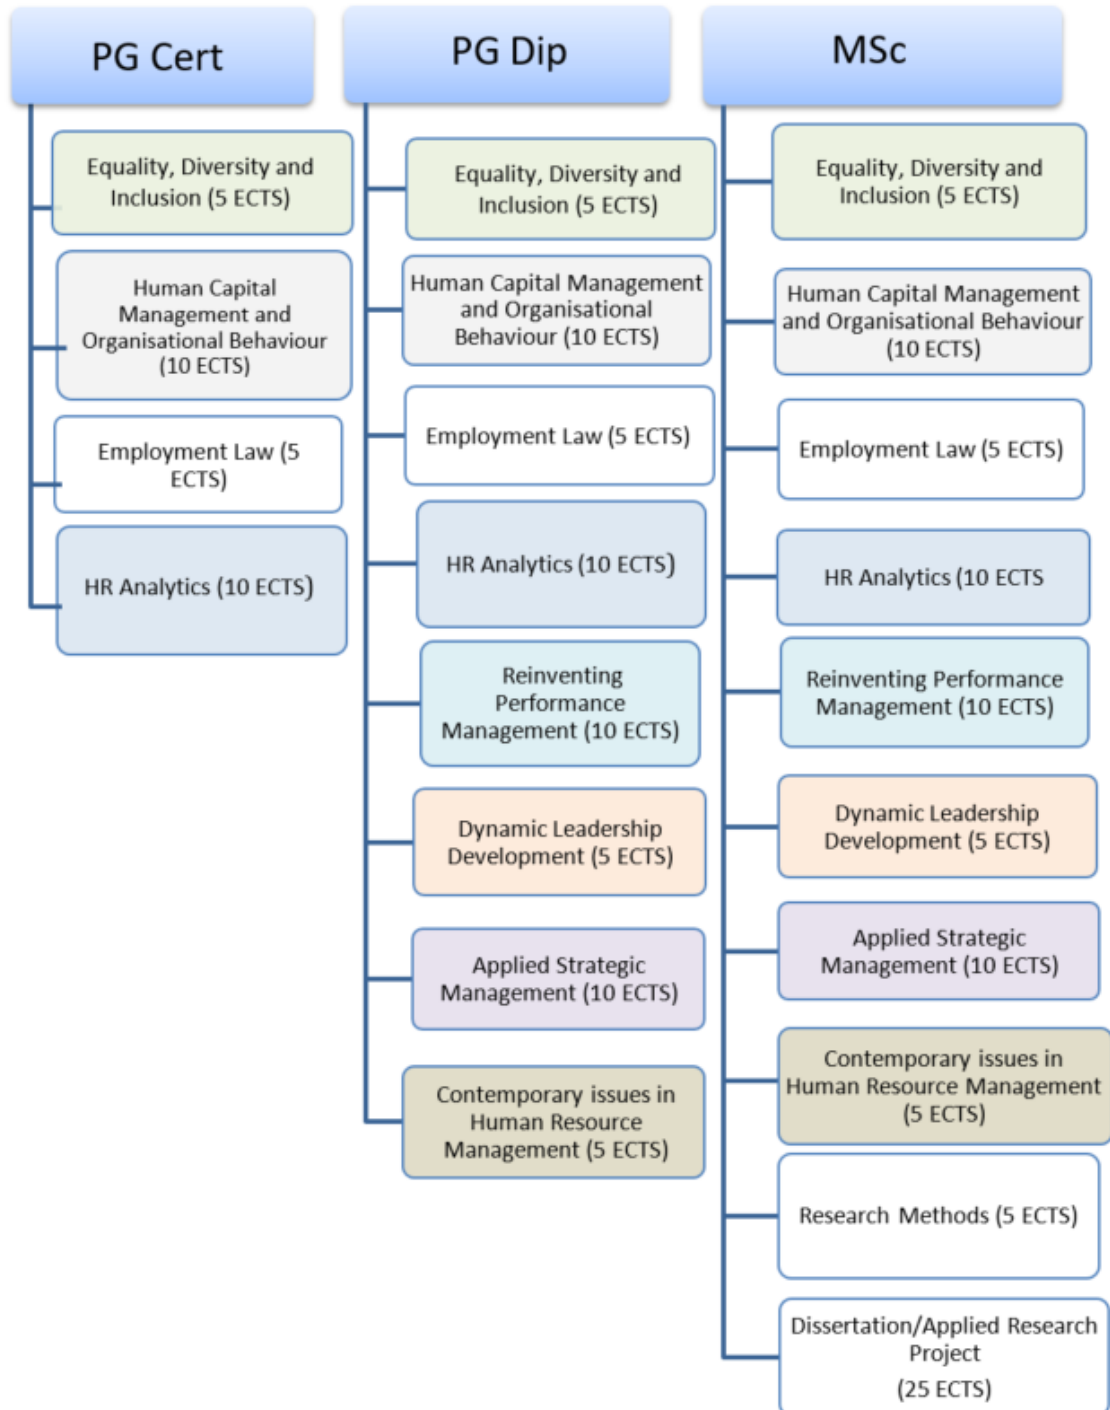 PG Cert
Equality, Diversity and
Inclusion (5 ECTS)
Human Capital
Management and
Organisational Behaviour
(10 ECTS)
Employment Law (5
ECTS)
HR Analytics (10 ECTS)
PG Dip
Equality, Diversity and
Inclusion (5 ECTS)
Human Capital Management
and Organisational
Behaviour (10 ECTS)
Employment Law (5 ECTS)
HR Analytics (10 ECTS)
Reinventing
Performance
Management (10 ECTS)
Dynamic Leadership
Development (5 ECTS)
Applied Strategic
Management (10 ECTS)
Contemporary issues in
Human Resource
Management (5 ECTS)
MSc
Equality, Diversity and
Inclusion (5 ECTS)
Human Capital Management
and Organisational Behaviour
(10 ECTS)
Employment Law (5 ECTS)
HR Analytics (10 ECTS
Reinventing Performance
Management (10 ECTS)
Dynamic Leadership
Development (5 ECTS)
Applied Strategic
Management (10 ECTS)
Contemporary issues in
Human Resource Management
(5 ECTS)
Research Methods (5 ECTS)
Dissertation/Applied Research
Project
(25 ECTS)